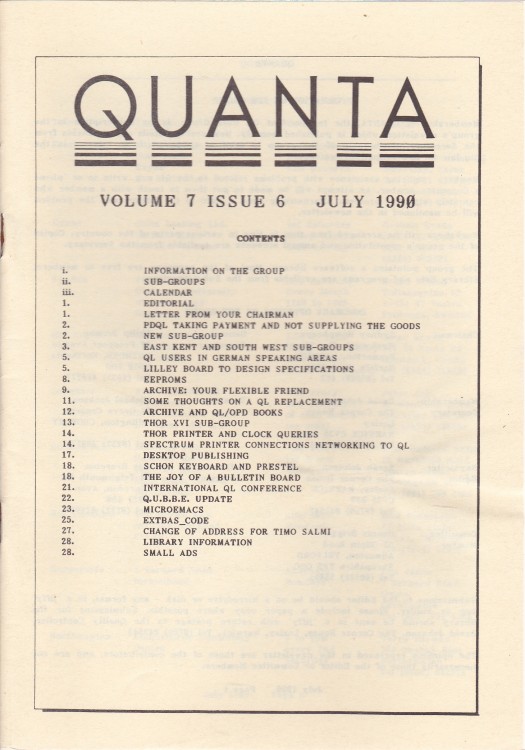 QUANTA
VOLUME 7 ISSUE 6 JULY 1990
CONTENTS
i. INFORMATION ON THE GROUP
ii. SUB-GROUPS
iii. CALENDAR
1. EDITORIAL
1. LETTER FROM YOUR CHAIRMAN
2. PDQL TAKING PAYMENT AND NOT SUPPLYING THE GOODS
2. NEW SUB-GROUP
3. EAST KENT AND SOUTH WEST SUB-GROUPS
5. QL USERS IN GERMAN SPEAKING AREAS
5. LILLEY BOARD TO DESIGN SPECIFICATIONS
8. EEPROMS
9. ARCHIVE: YOUR FLEXIBLE FRIEND
11. SOME THOUGHTS ON A QL REPLACEMENT
12. ARCHIVE AND QL/OPD BOOKS
13. THOR XVI SUB-GROUP
14. THOR PRINTER AND CLOCK QUERIES
14. SPECTRUM PRINTER CONNECTIONS NETWORKING TO QL
17. DESKTOP PUBLISHING
18. SCHON KEYBOARD AND PRESTEL
18. THE JOY OF A BULLETIN BOARD
21. INTERNATIONAL QL CONFERENCE
22. Q.U.B.B.E. UPDATE
23. MICROEMACS
25. EXTBAS_CODE
27. CHANGE OF ADDRESS FOR TIMO SALMI
28. LIBRARY INFORMATION
28. SMALL ADS